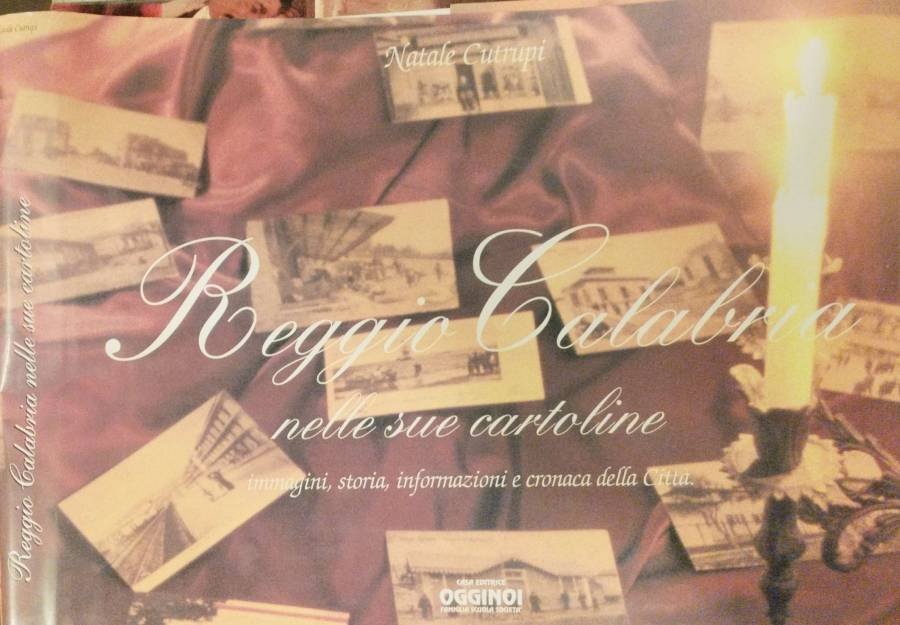 Natale Cutrupi
Reggio Calabria
nelle sue cartoline
immagini, storia, informazioni e cronaca della Città.
CASA EDITRICE
OGGINOI
FAMIGLIA SCUOLA SOCIETA'
Reggio Calabria nelle sue cartoline